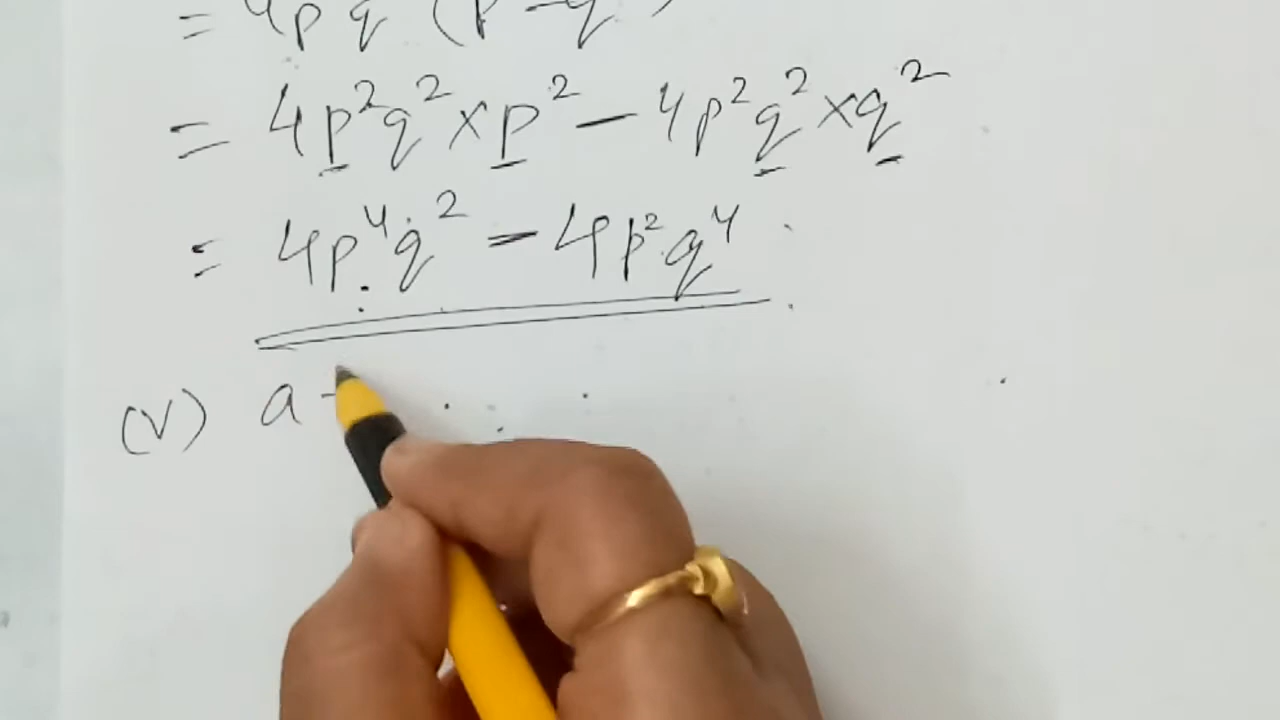 = 4p²q²×p² − 4p²q²×q²
= 4p⁴q² − 4p²q⁴
(V) a